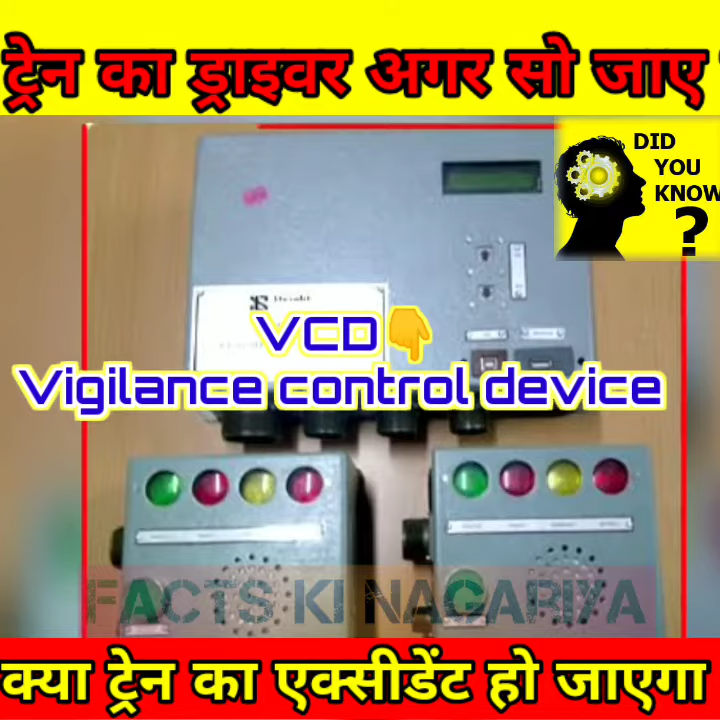 ट्रेन का ड्राइवर अगर सो जाए
DID
YOU
KNOW
?
VCD👇
Vigilance control device
FACTS KI NAGARIYA
क्या ट्रेन का एक्सीडेंट हो जाएगा